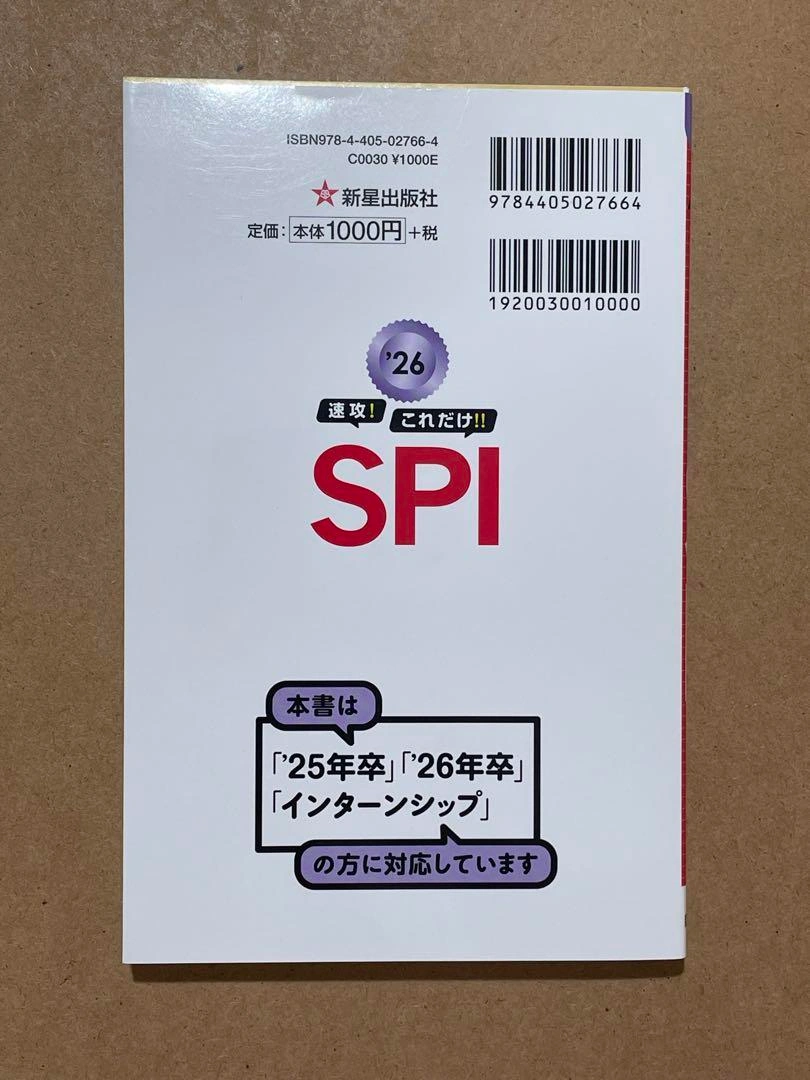 ISBN978-4-405-02766-4
C0030 ¥1000E
新星出版社
定価：本体1000円+税
9784405027664
1920030010000
’26
速攻！
これだけ!!
SPI
本書は
「’25年卒」「’26年卒」
「インターンシップ」
の方に対応しています